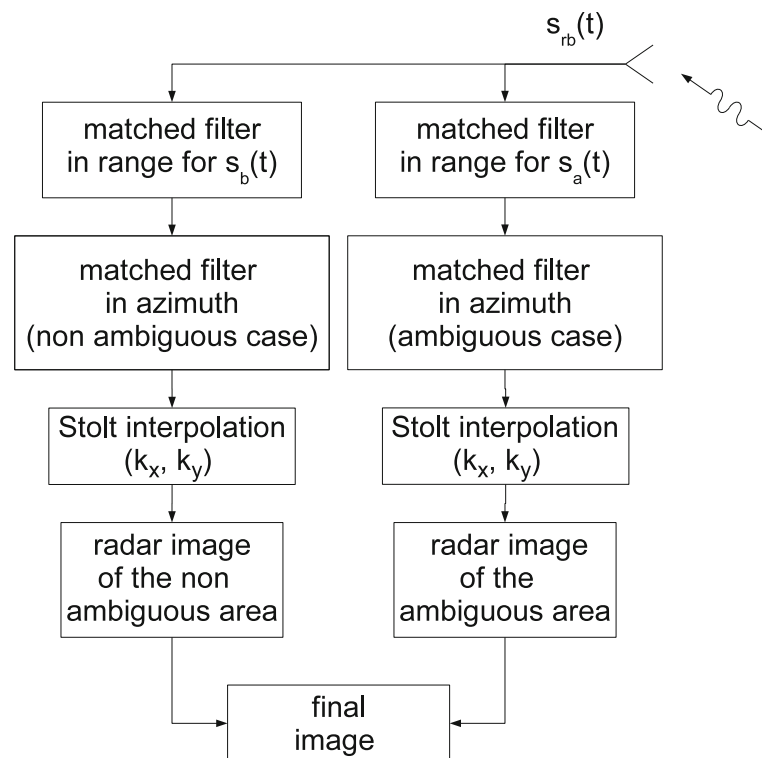 s_rb(t)
matched filter
in range for s_b(t)
matched filter
in range for s_a(t)
matched filter
in azimuth
(non ambiguous case)
matched filter
in azimuth
(ambiguous case)
Stolt interpolation
(k_x, k_y)
Stolt interpolation
(k_x, k_y)
radar image
of the non
ambiguous area
radar image
of the
ambiguous area
final
image